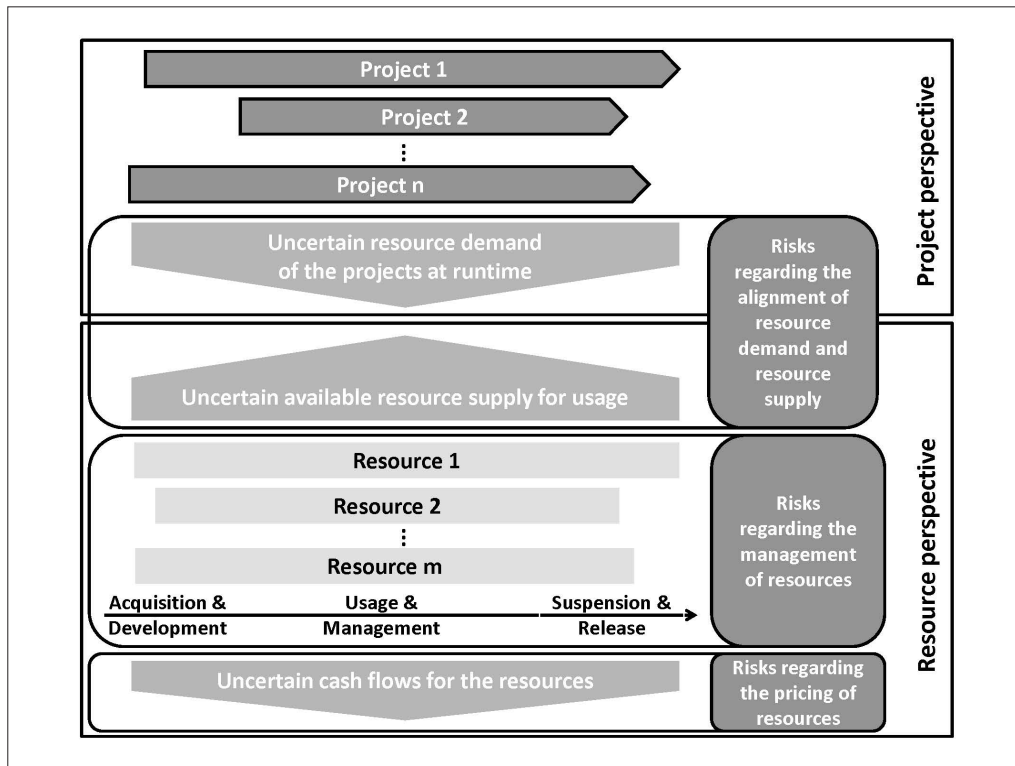 Project 1
Project 2
Project n
Project perspective
Uncertain resource demand
of the projects at runtime
Risks
regarding the
alignment of
resource
demand and
resource
supply
Uncertain available resource supply for usage
Resource perspective
Resource 1
Resource 2
Resource m
Acquisition &
Development
Usage &
Management
Suspension &
Release
Risks
regarding the
management
of resources
Uncertain cash flows for the resources
Risks regarding
the pricing of
resources